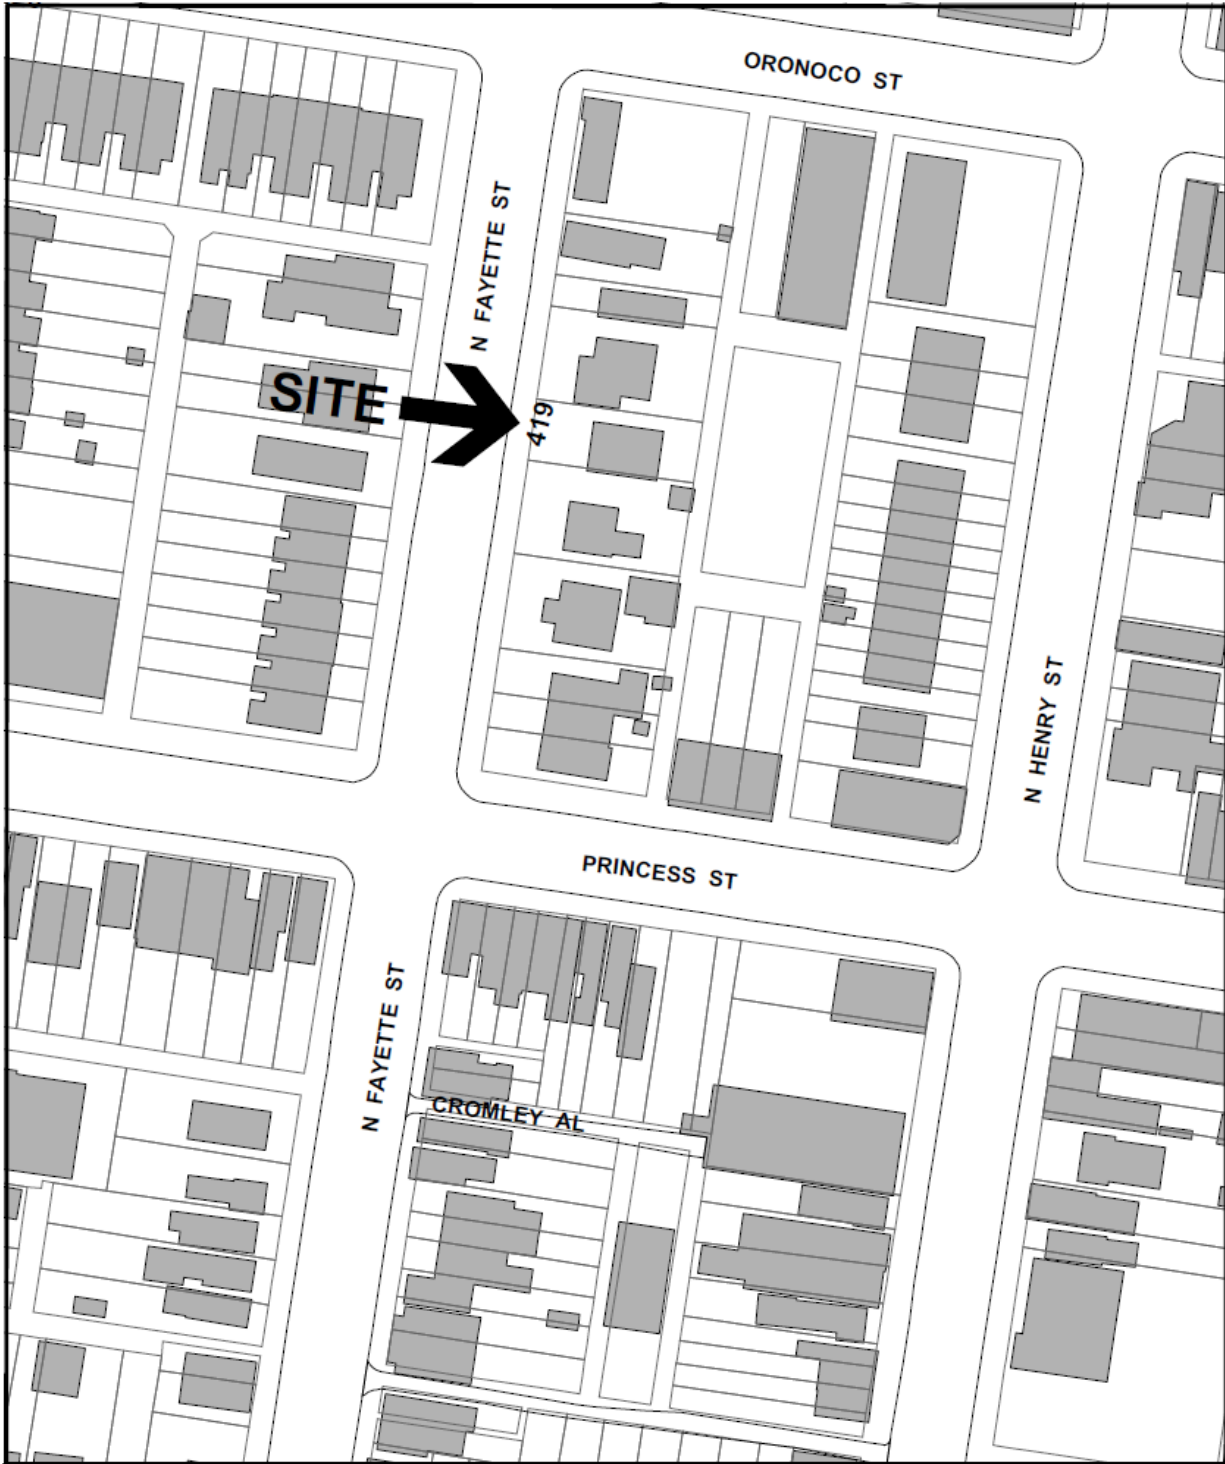 ORONOCO ST
N FAYETTE ST
SITE
419
N HENRY ST
PRINCESS ST
N FAYETTE ST
CROMLEY AL